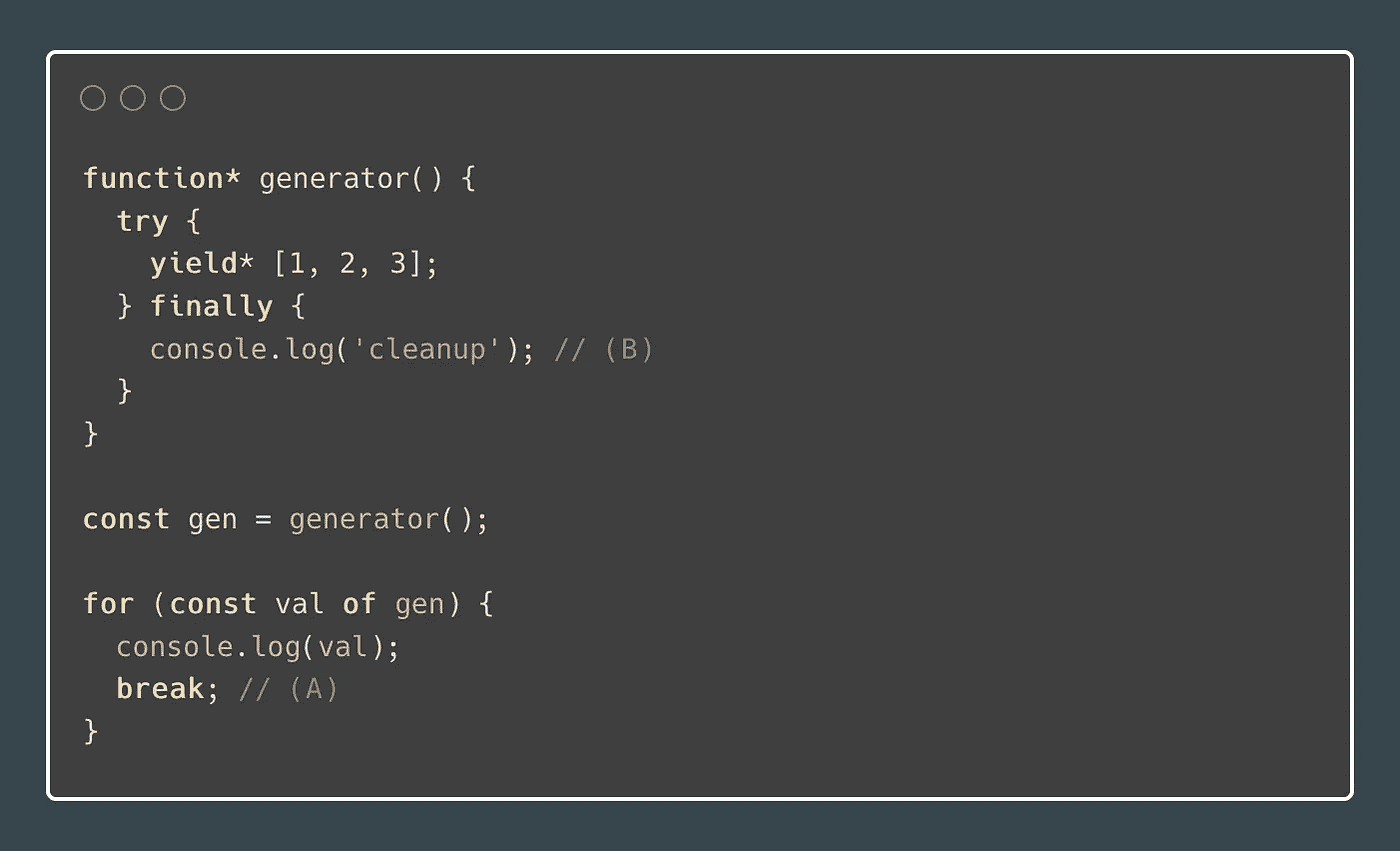 function* generator() {
  try {
    yield* [1, 2, 3];
  } finally {
    console.log('cleanup'); // (B)
  }
}

const gen = generator();

for (const val of gen) {
  console.log(val);
  break; // (A)
}